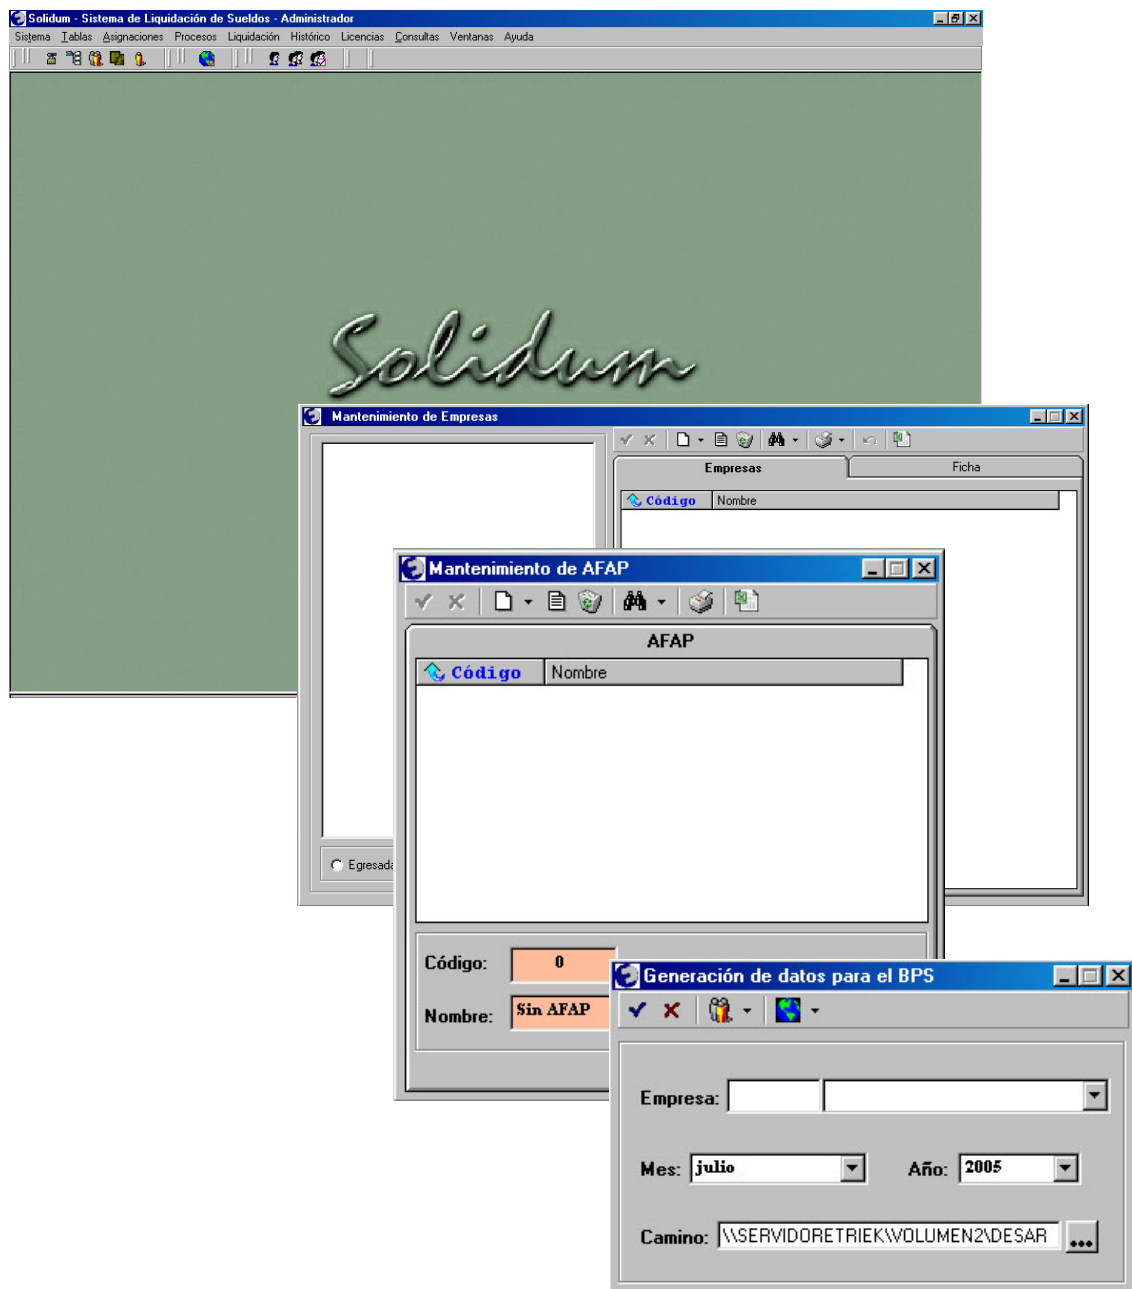 Solidum - Sistema de Liquidación de Sueldos - Administrador
Sistema Tablas Asignaciones Procesos Liquidación Histórico Licencias Consultas Ventanas Ayuda
Solidum
Mantenimiento de Empresas
Empresas Ficha
Código Nombre
Mantenimiento de AFAP
AFAP
Código Nombre
Egresada
Código: 0
Nombre: Sin AFAP
Generación de datos para el BPS
Empresa:
Mes: julio Año: 2005
Camino: \\SERVIDORETRIEK\VOLUMEN2\DESAR ...